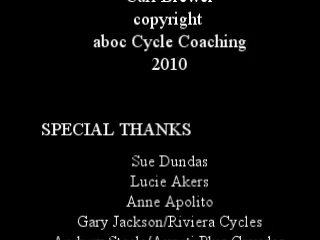 copyright
aboc Cycle Coaching
2010
SPECIAL THANKS
Sue Dundas
Lucie Akers
Anne Apolito
Gary Jackson/Riviera Cycles